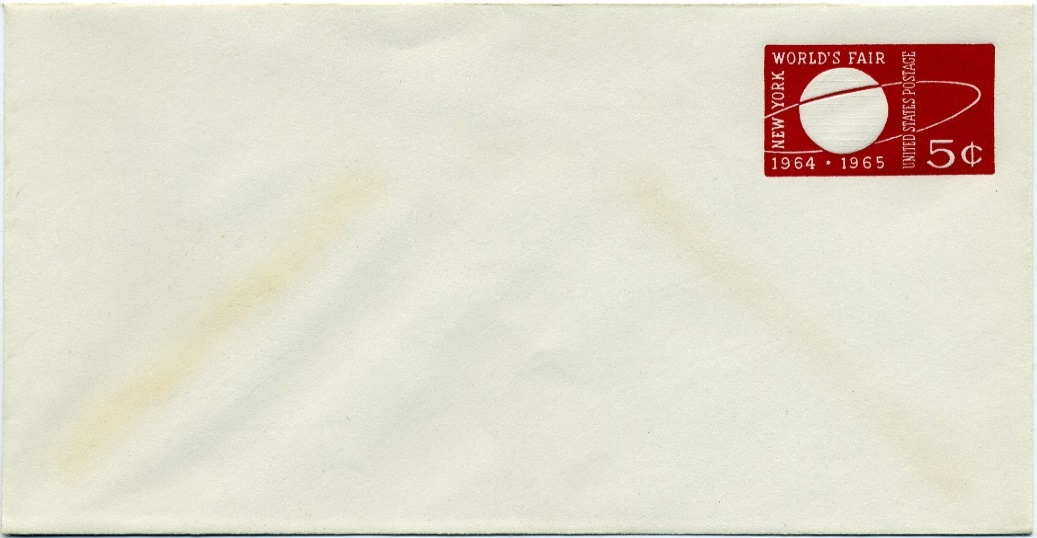 WORLD'S FAIR
NEW YORK
UNITED STATES POSTAGE
1964 • 1965
5¢